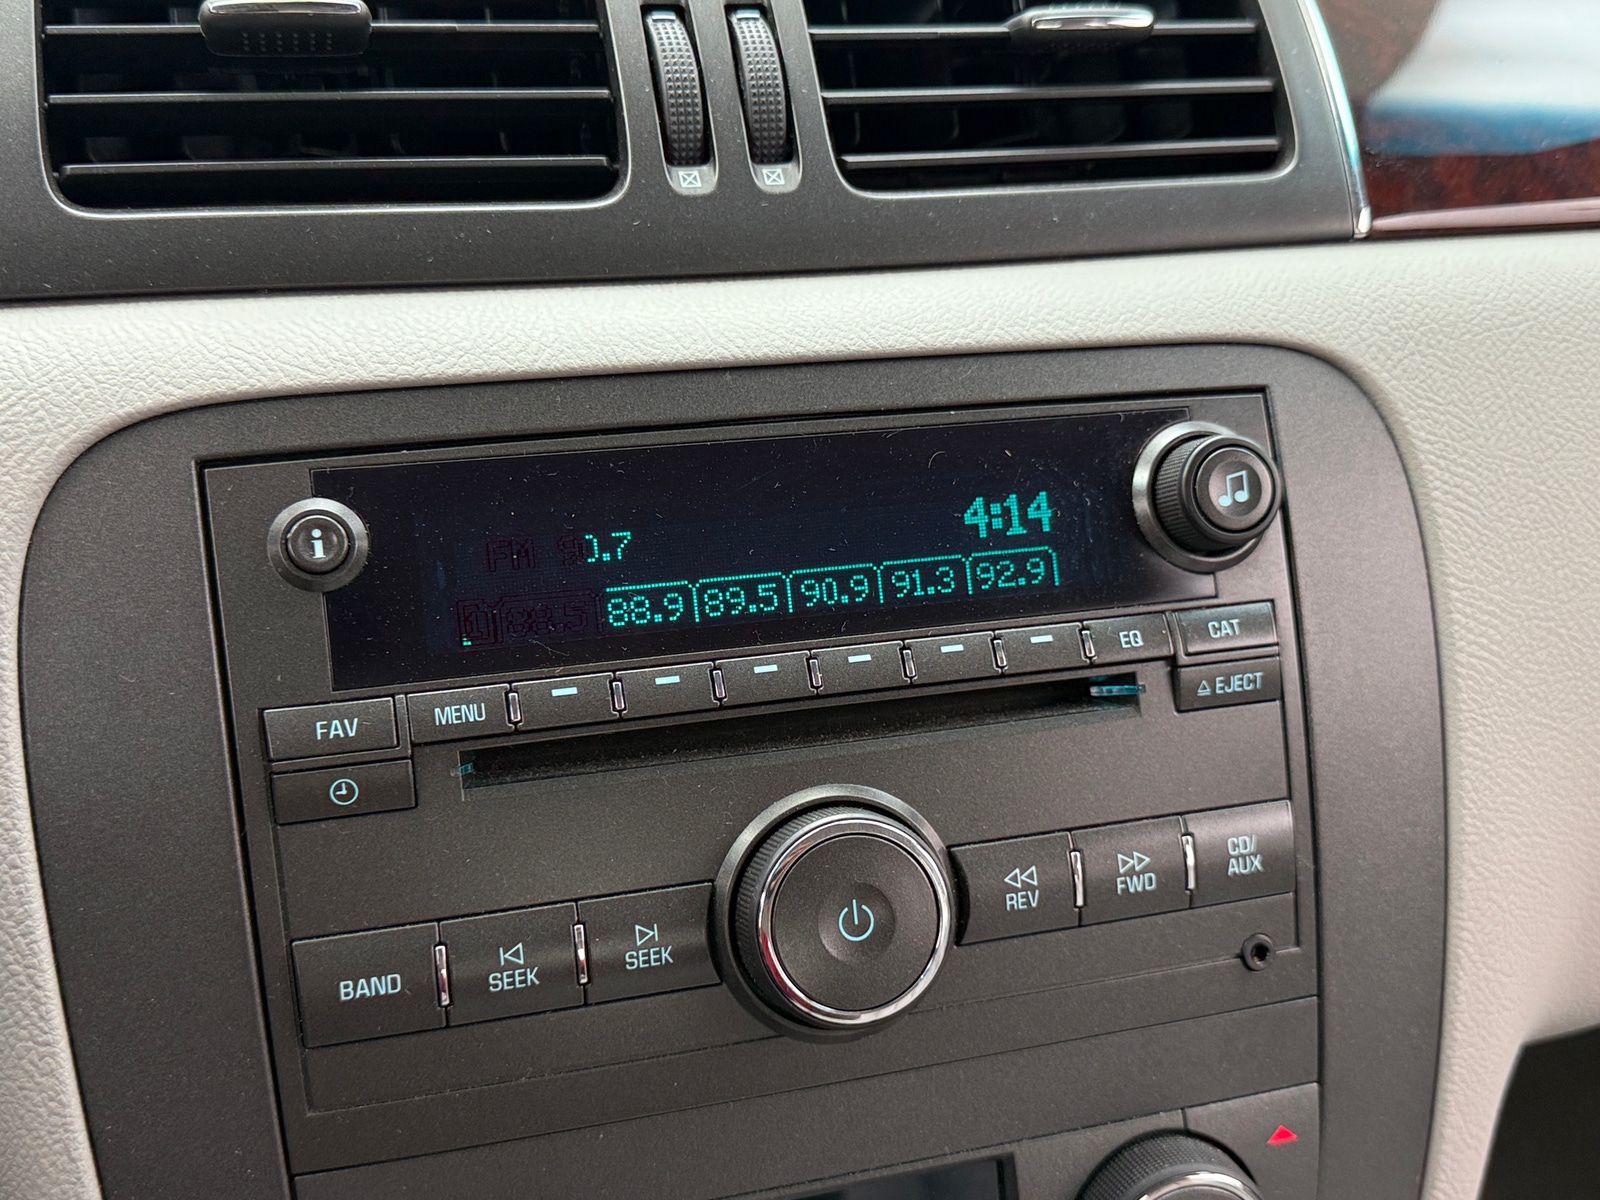 i
FM 90.7
4:14
1 88.5 88.9 89.5 90.9 91.3 92.9
FAV
MENU
EQ
CAT
EJECT
BAND
SEEK
SEEK
REV
FWD
CD/
AUX